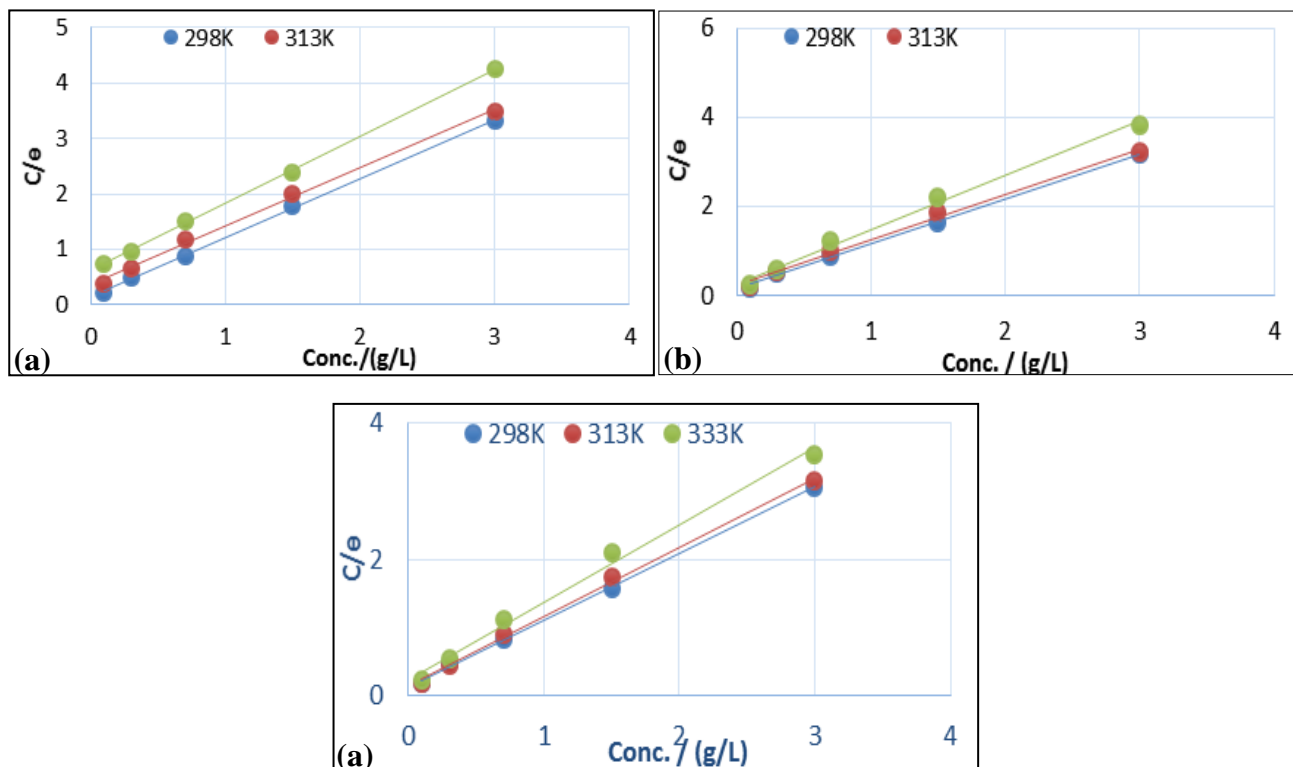 298K 313K
5
4
3
2
1
0
C/ɵ
0 1 2 3 4
Conc./(g/L)
(a)
298K 313K
6
4
2
0
C/ɵ
0 1 2 3 4
Conc. / (g/L)
(b)
298K 313K 333K
4
2
0
C/ɵ
0 1 2 3 4
Conc. / (g/L)
(a)